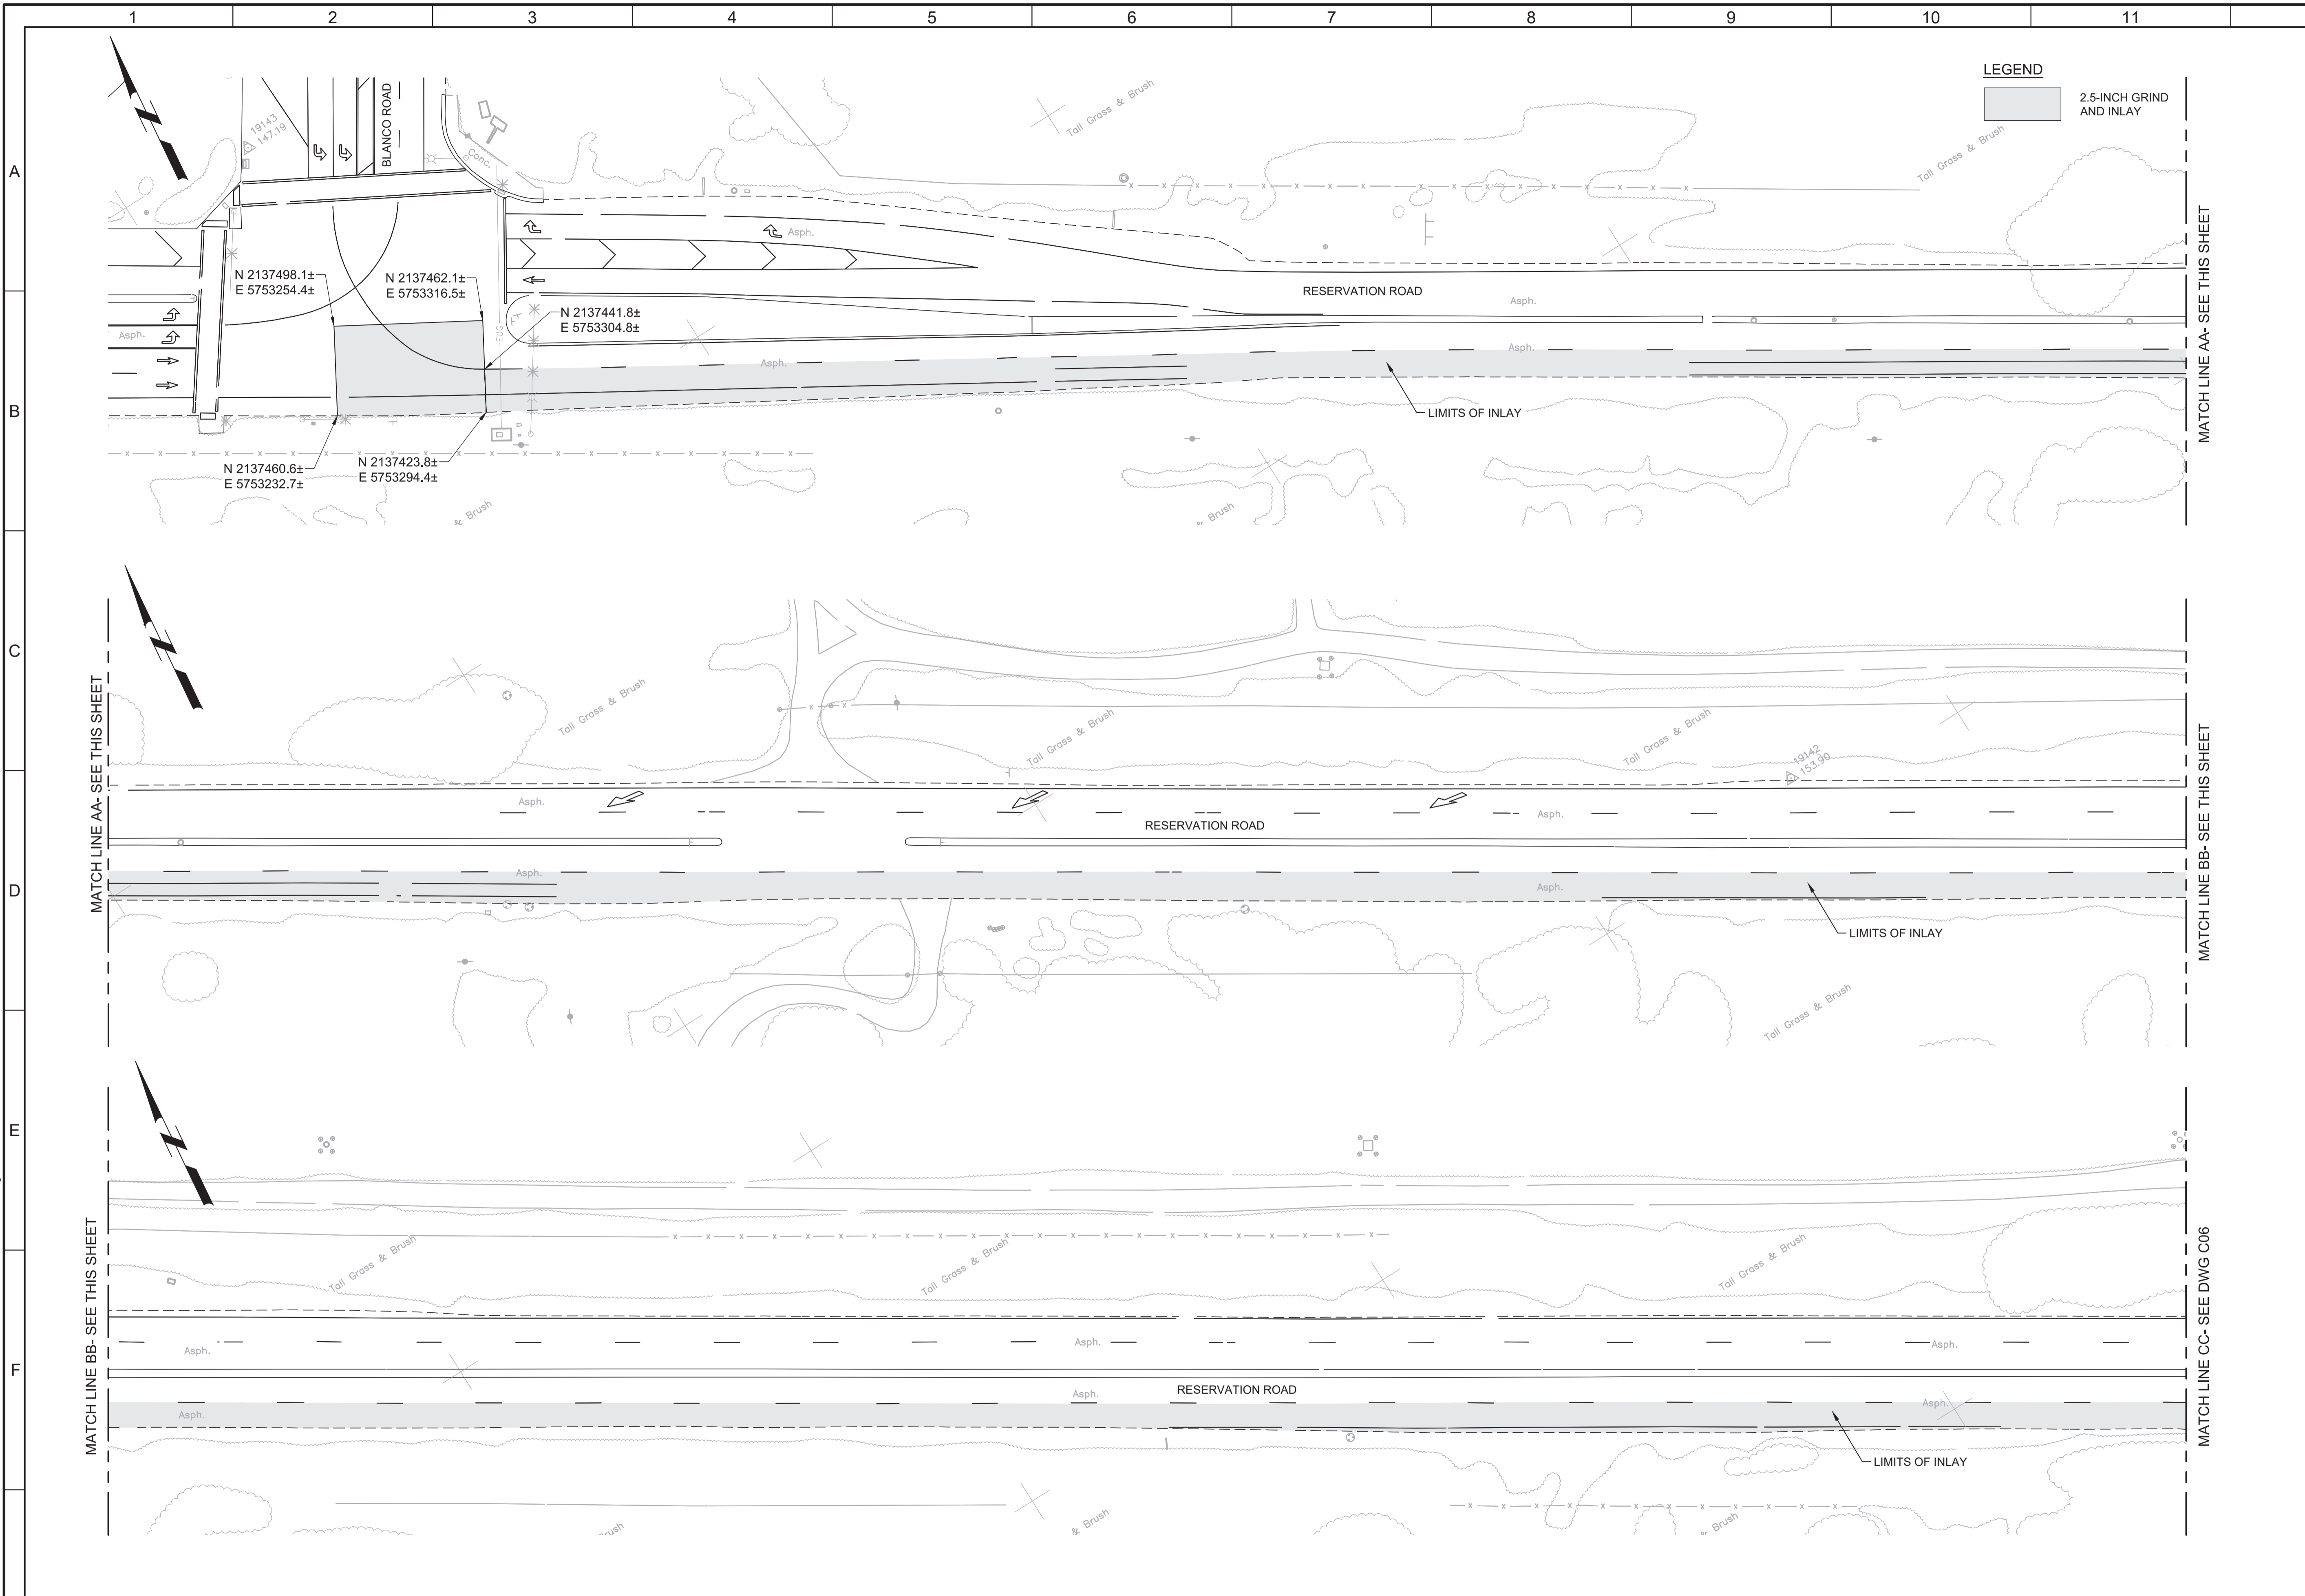 1 2 3 4 5 6 7 8 9 10 11
LEGEND
2.5-INCH GRIND
AND INLAY
A
BLANCO ROAD
19143
147.19
Conc.
Tall Grass & Brush
Tall Grass & Brush
Asph.
N 2137498.1±
E 5753254.4±
N 2137462.1±
E 5753316.5±
RESERVATION ROAD
Asph.
N 2137441.8±
E 5753304.8±
EUG
Asph.
Asph.
Asph.
MATCH LINE AA- SEE THIS SHEET
B
LIMITS OF INLAY
N 2137460.6±
E 5753232.7±
N 2137423.8±
E 5753294.4±
& Brush
& Brush
C
Tall Grass & Brush
Tall Grass & Brush
Tall Grass & Brush
19142
153.90
MATCH LINE AA- SEE THIS SHEET
Asph.
Asph.
RESERVATION ROAD
MATCH LINE BB- SEE THIS SHEET
D
Asph.
Asph.
LIMITS OF INLAY
Tall Grass & Brush
E
Tall Grass & Brush
Tall Grass & Brush
Tall Grass & Brush
MATCH LINE BB- SEE THIS SHEET
Asph.
Asph.
Asph.
F
RESERVATION ROAD
Asph.
Asph.
Asph.
MATCH LINE CC- SEE DWG C06
LIMITS OF INLAY
rush
& Brush
& Brush